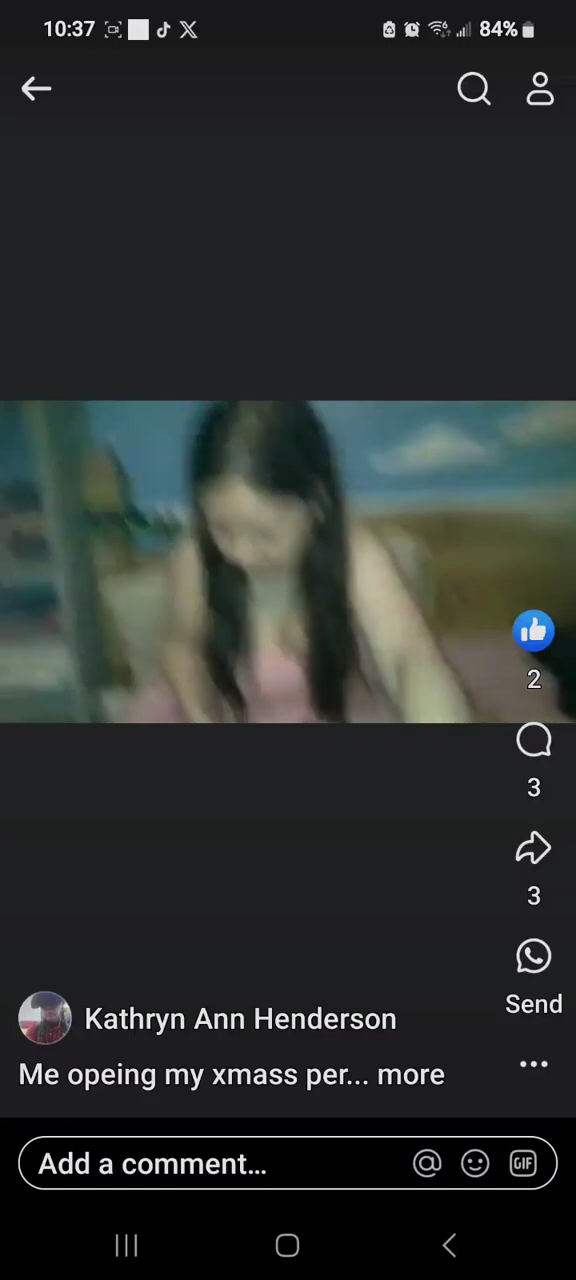 10:37 84%
2
3
3
Send
Kathryn Ann Henderson
Me opeing my xmass per... more
Add a comment...
GIF